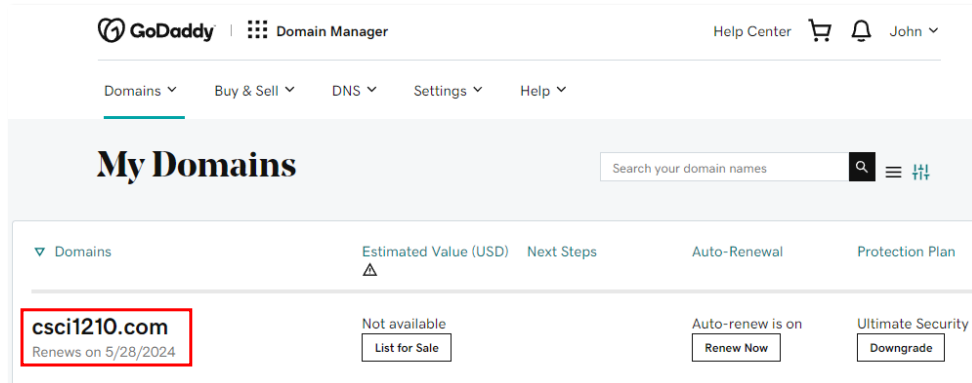 GoDaddy Domain Manager Help Center John
Domains Buy & Sell DNS Settings Help
My Domains
Search your domain names
Domains Estimated Value (USD) Next Steps Auto-Renewal Protection Plan
csci1210.com Not available Auto-renew is on Ultimate Security
Renews on 5/28/2024 List for Sale Renew Now Downgrade